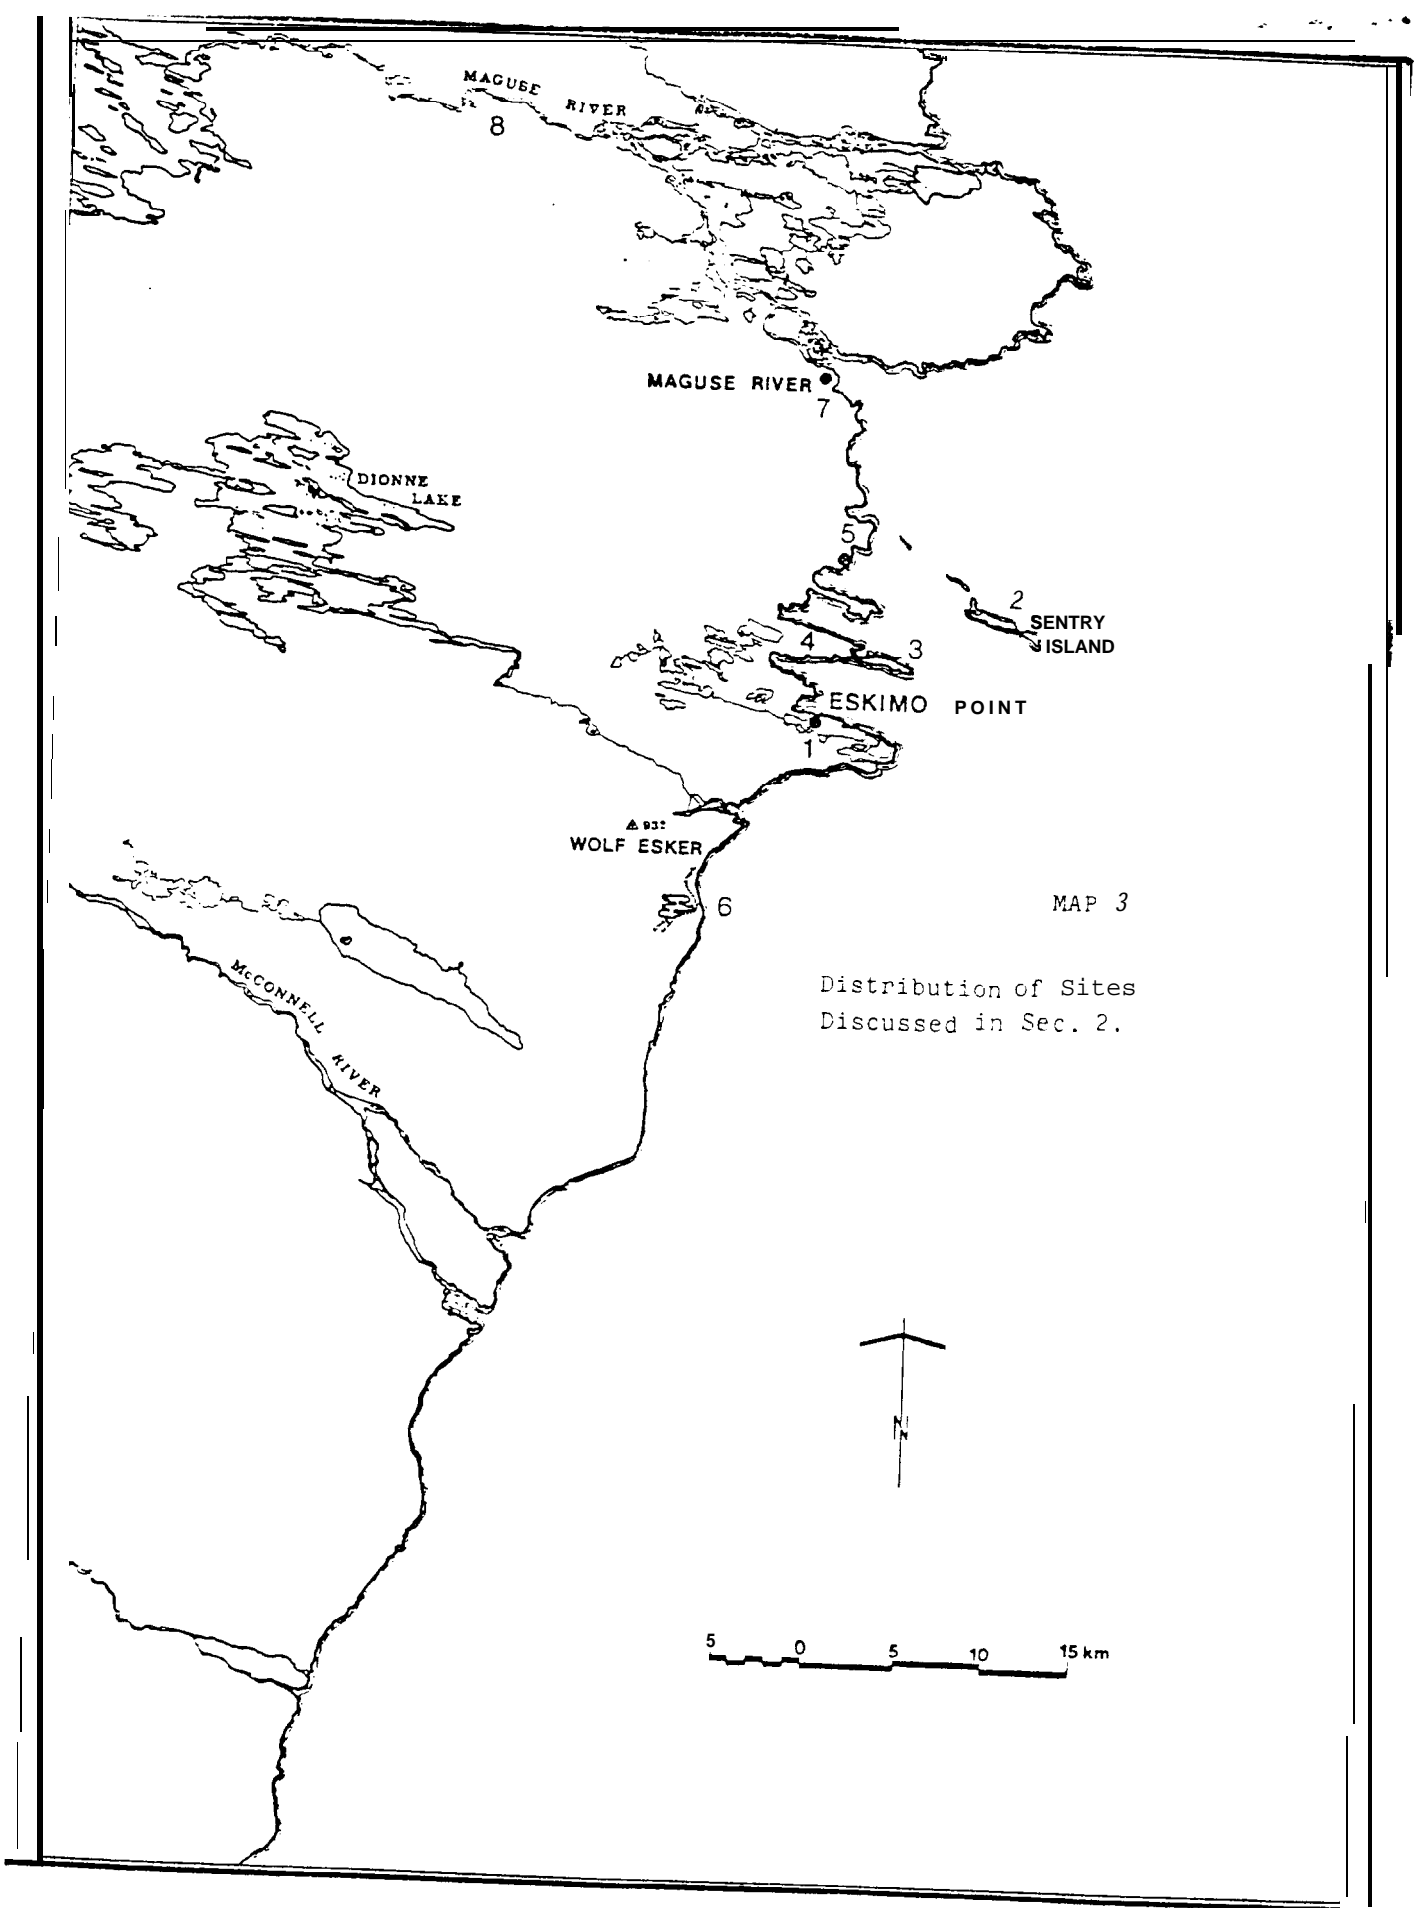 MAGUSE RIVER
8
MAGUSE RIVER
7
DIONNE
LAKE
5
2
SENTRY
ISLAND
4
3
ESKIMO POINT
1
WOLF ESKER
6
MAP 3
McCONNELL RIVER
Distribution of Sites
Discussed in Sec. 2.
N
5 0 5 10 15 km